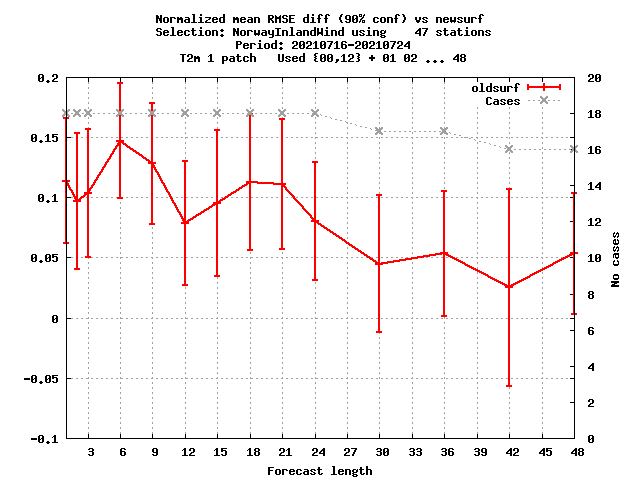 Normalized mean RMSE diff (90% conf) vs newsurf
Selection: NorwayInlandWind using    47 stations
Period: 20210716-20210724
T2m 1 patch   Used {00,12} + 01 02 ... 48
oldsurf
Cases
0.2
0.15
0.1
0.05
0
-0.05
-0.1
20
18
16
14
12
10
8
6
4
2
0
No cases
3 6 9 12 15 18 21 24 27 30 33 36 39 42 45 48
Forecast length